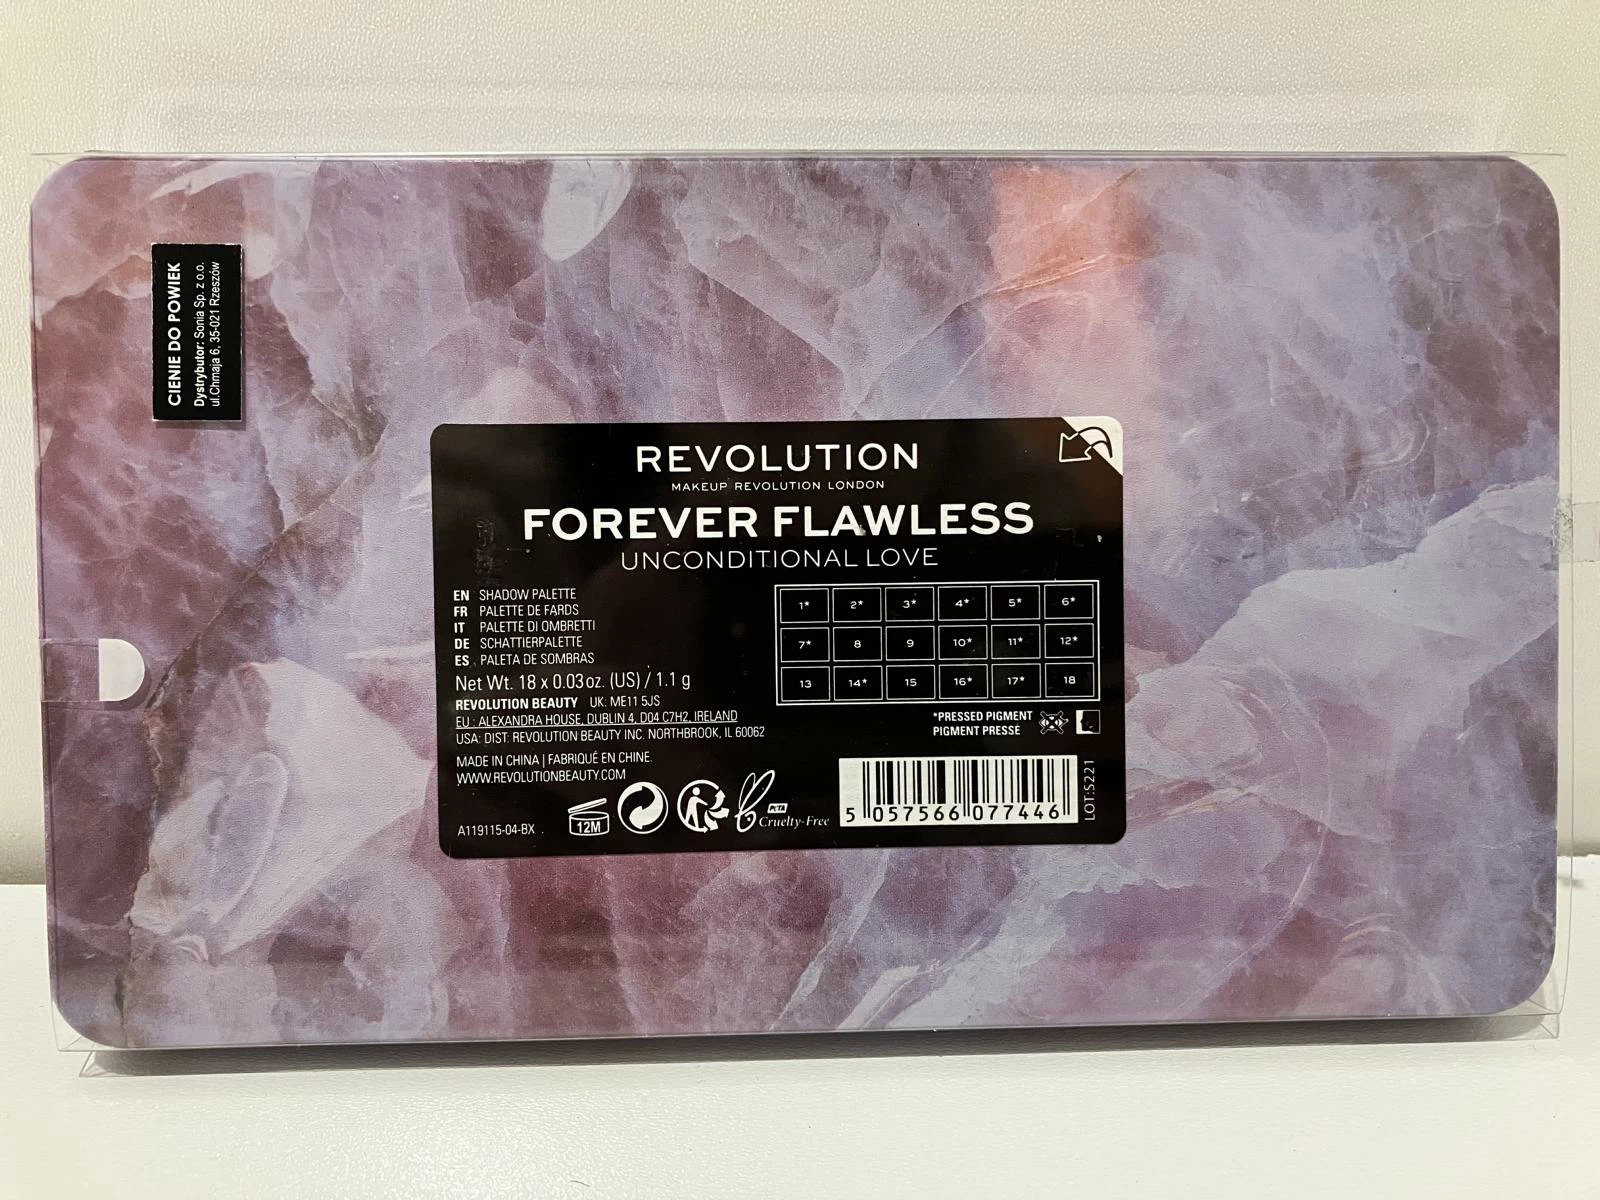 CIENIE DO POWIEK
Dystrybutor: Sonia Sp. z o.o.
ul.Chmaja 6, 35-021 Rzeszów
REVOLUTION
MAKEUP REVOLUTION LONDON
FOREVER FLAWLESS
UNCONDITIONAL LOVE
EN SHADOW PALETTE
FR PALETTE DE FARDS
IT PALETTE DI OMBRETTI
DE SCHATTIERPALETTE
ES PALETA DE SOMBRAS
Net Wt. 18 x 0.03oz. (US) / 1.1 g
REVOLUTION BEAUTY UK: ME11 5JS
EU : ALEXANDRA HOUSE, DUBLIN 4, D04 C7H2, IRELAND
USA: DIST: REVOLUTION BEAUTY INC. NORTHBROOK, IL 60062
MADE IN CHINA | FABRIQUÉ EN CHINE.
WWW.REVOLUTIONBEAUTY.COM
A119115-04-BX
12M
PETA
Cruelty-Free
1* 2* 3* 4* 5* 6*
7* 8 9 10* 11* 12*
13 14* 15 16* 17* 18
*PRESSED PIGMENT
PIGMENT PRESSÉ
5 057566 077446
LOT:S221